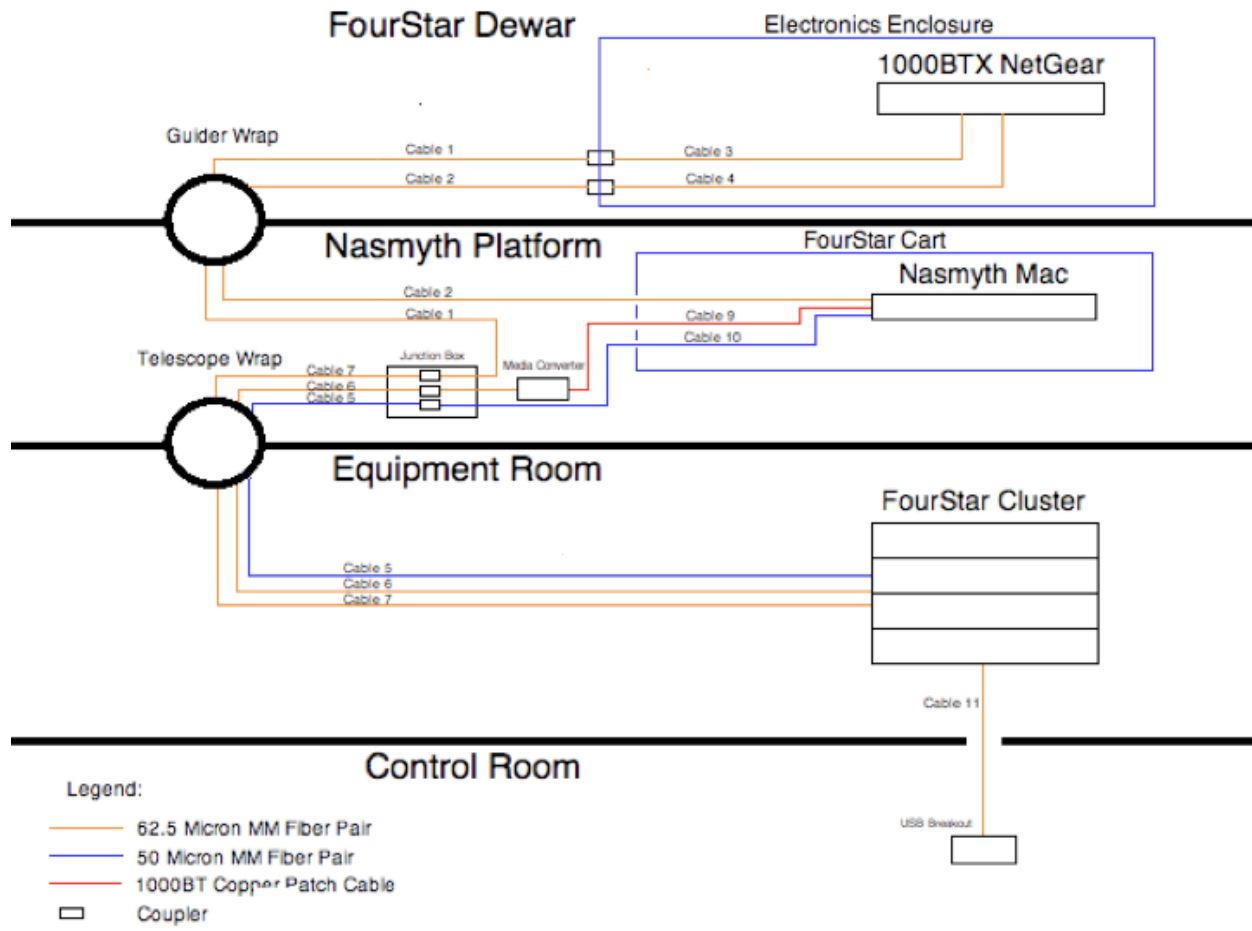 FourStar Dewar
Electronics Enclosure
1000BTX NetGear
Guider Wrap
Cable 1
Cable 3
Cable 2
Cable 4
Nasmyth Platform
FourStar Cart
Nasmyth Mac
Cable 2
Cable 1
Cable 9
Cable 10
Telescope Wrap
Junction Box
Media Converter
Cable 7
Cable 6
Cable 5
Equipment Room
FourStar Cluster
Cable 5
Cable 6
Cable 7
Cable 11
Control Room
Legend:
62.5 Micron MM Fiber Pair
50 Micron MM Fiber Pair
1000BT Copper Patch Cable
Coupler
USB Breakout